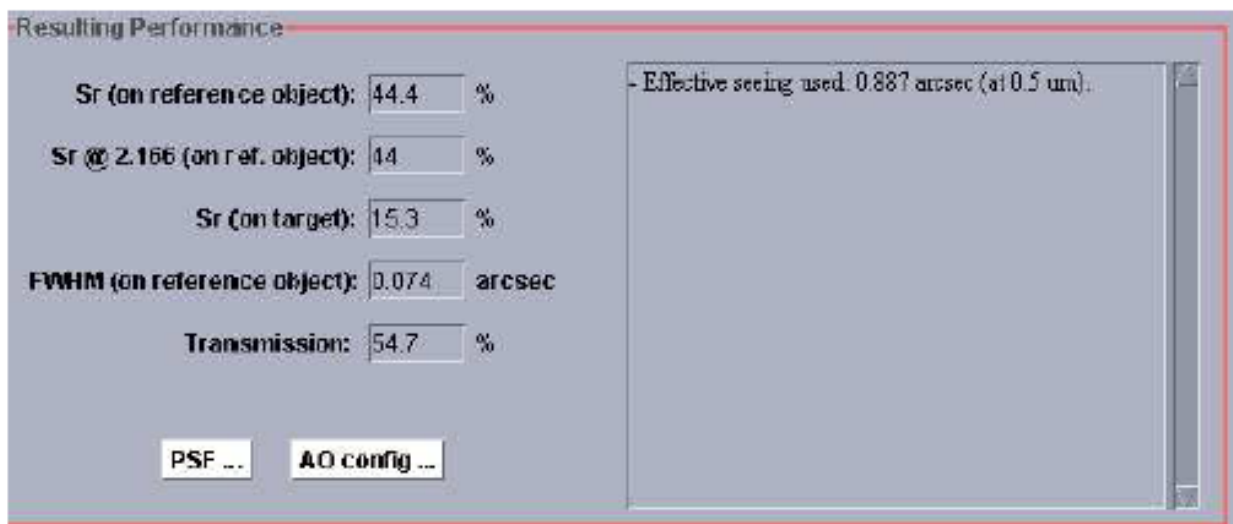 Resulting Performance
Sr (on reference object): 44.4 %
Sr @ 2.166 (on ref. object): 44 %
Sr (on target): 15.3 %
FWHM (on reference object): 0.074 arcsec
Transmission: 54.7 %
PSF ... AO config ...
- Effective seeing used: 0.887 arcsec (at 0.5 um).